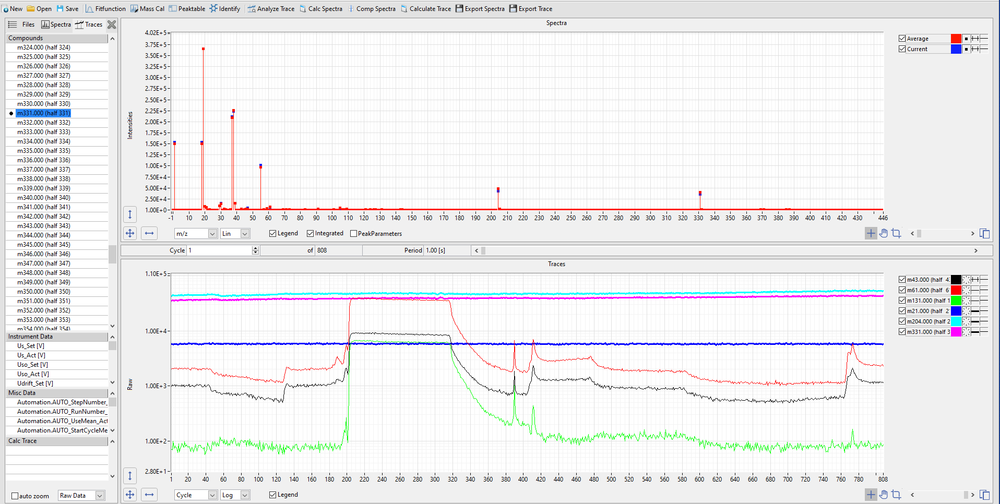 New Open Save Fitfunction Mass Cal Peaktable Identify Analyze Trace Calc Spectra Comp Spectra Calculate Trace Export Spectra Export Trace
Files Spectra Traces
Compounds
m324.000 (half 324)
m325.000 (half 325)
m326.000 (half 326)
m327.000 (half 327)
m328.000 (half 328)
m329.000 (half 329)
m330.000 (half 330)
m331.000 (half 331)
m332.000 (half 332)
m333.000 (half 333)
m334.000 (half 334)
m335.000 (half 335)
m336.000 (half 336)
m337.000 (half 337)
m338.000 (half 338)
m339.000 (half 339)
m340.000 (half 340)
m341.000 (half 341)
m342.000 (half 342)
m343.000 (half 343)
m344.000 (half 344)
m345.000 (half 345)
m346.000 (half 346)
m347.000 (half 347)
m348.000 (half 348)
m349.000 (half 349)
m350.000 (half 350)
m351.000 (half 351)
m352.000 (half 352)
m353.000 (half 353)
m354.000 (half 354)
Instrument Data
Us_Set [V]
Us_Act [V]
Uso_Set [V]
Uso_Act [V]
Udrift_Set [V]
Misc Data
Automation.AUTO_StepNumber_
Automation.AUTO_RunNumber_
Automation.AUTO_UseMean_Act
Automation.AUTO_StartCycleMe
Calc Trace
auto zoom Raw Data
Spectra
Intensities
4.02E+5
3.75E+5
3.50E+5
3.25E+5
3.00E+5
2.75E+5
2.50E+5
2.25E+5
2.00E+5
1.75E+5
1.50E+5
1.25E+5
1.00E+5
7.50E+4
5.00E+4
2.50E+4
1.00E+0
-1 10 20 30 40 50 60 70 80 90 100 110 120 130 140 150 160 170 180 190 200 210 220 230 240 250 260 270 280 290 300 310 320 330 340 350 360 370 380 390 400 410 420 430 446
Average
Current
m/z Lin Legend Integrated PeakParameters
Cycle 1 of 808 Period 1.00 [s]
Traces
Raw
1.10E+5
1.00E+4
1.00E+3
1.00E+2
2.80E+1
1 20 40 60 80 100 120 140 160 180 200 220 240 260 280 300 320 340 360 380 400 420 440 460 480 500 520 540 560 580 600 620 640 660 680 700 720 740 760 780 808
m43.000 (half 4
m61.000 (half 6
m131.000 (half 1
m21.000 (half 2
m204.000 (half 2
m331.000 (half 3
Cycle Log Legend